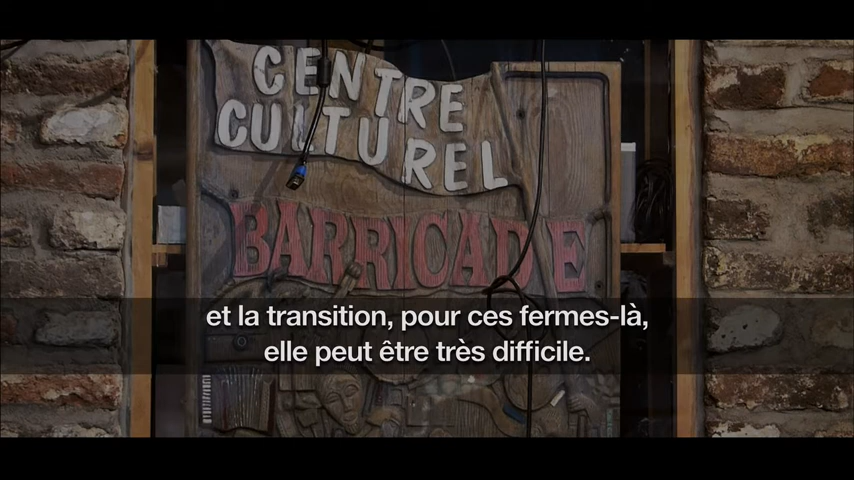 CENTRE
CULTUREL
BARRICADE
et la transition, pour ces fermes-là,
elle peut être très difficile.